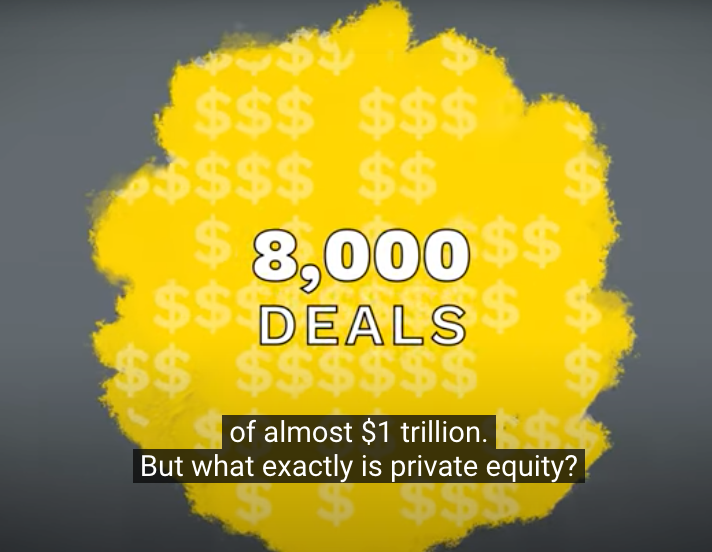 8,000
DEALS
of almost $1 trillion.
But what exactly is private equity?